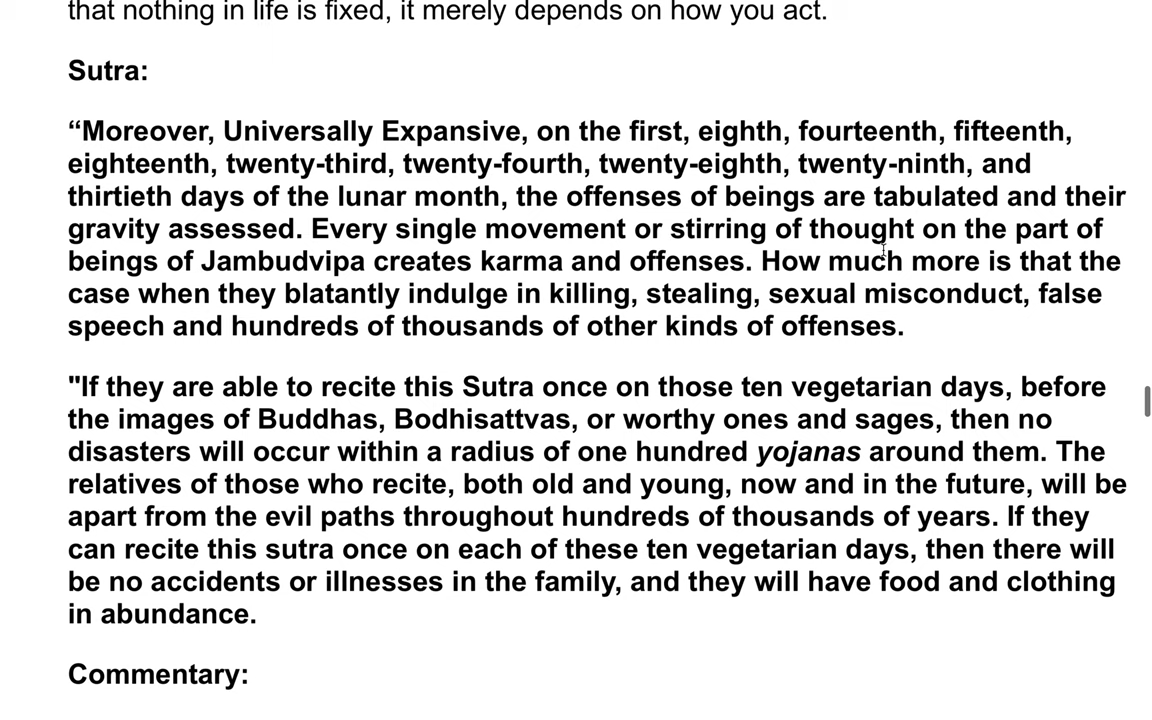 that nothing in life is fixed, it merely depends on how you act.
Sutra:
“Moreover, Universally Expansive, on the first, eighth, fourteenth, fifteenth,
eighteenth, twenty-third, twenty-fourth, twenty-eighth, twenty-ninth, and
thirtieth days of the lunar month, the offenses of beings are tabulated and their
gravity assessed. Every single movement or stirring of thought on the part of
beings of Jambudvipa creates karma and offenses. How much more is that the
case when they blatantly indulge in killing, stealing, sexual misconduct, false
speech and hundreds of thousands of other kinds of offenses.
"If they are able to recite this Sutra once on those ten vegetarian days, before
the images of Buddhas, Bodhisattvas, or worthy ones and sages, then no
disasters will occur within a radius of one hundred yojanas around them. The
relatives of those who recite, both old and young, now and in the future, will be
apart from the evil paths throughout hundreds of thousands of years. If they
can recite this sutra once on each of these ten vegetarian days, then there will
be no accidents or illnesses in the family, and they will have food and clothing
in abundance.
Commentary: